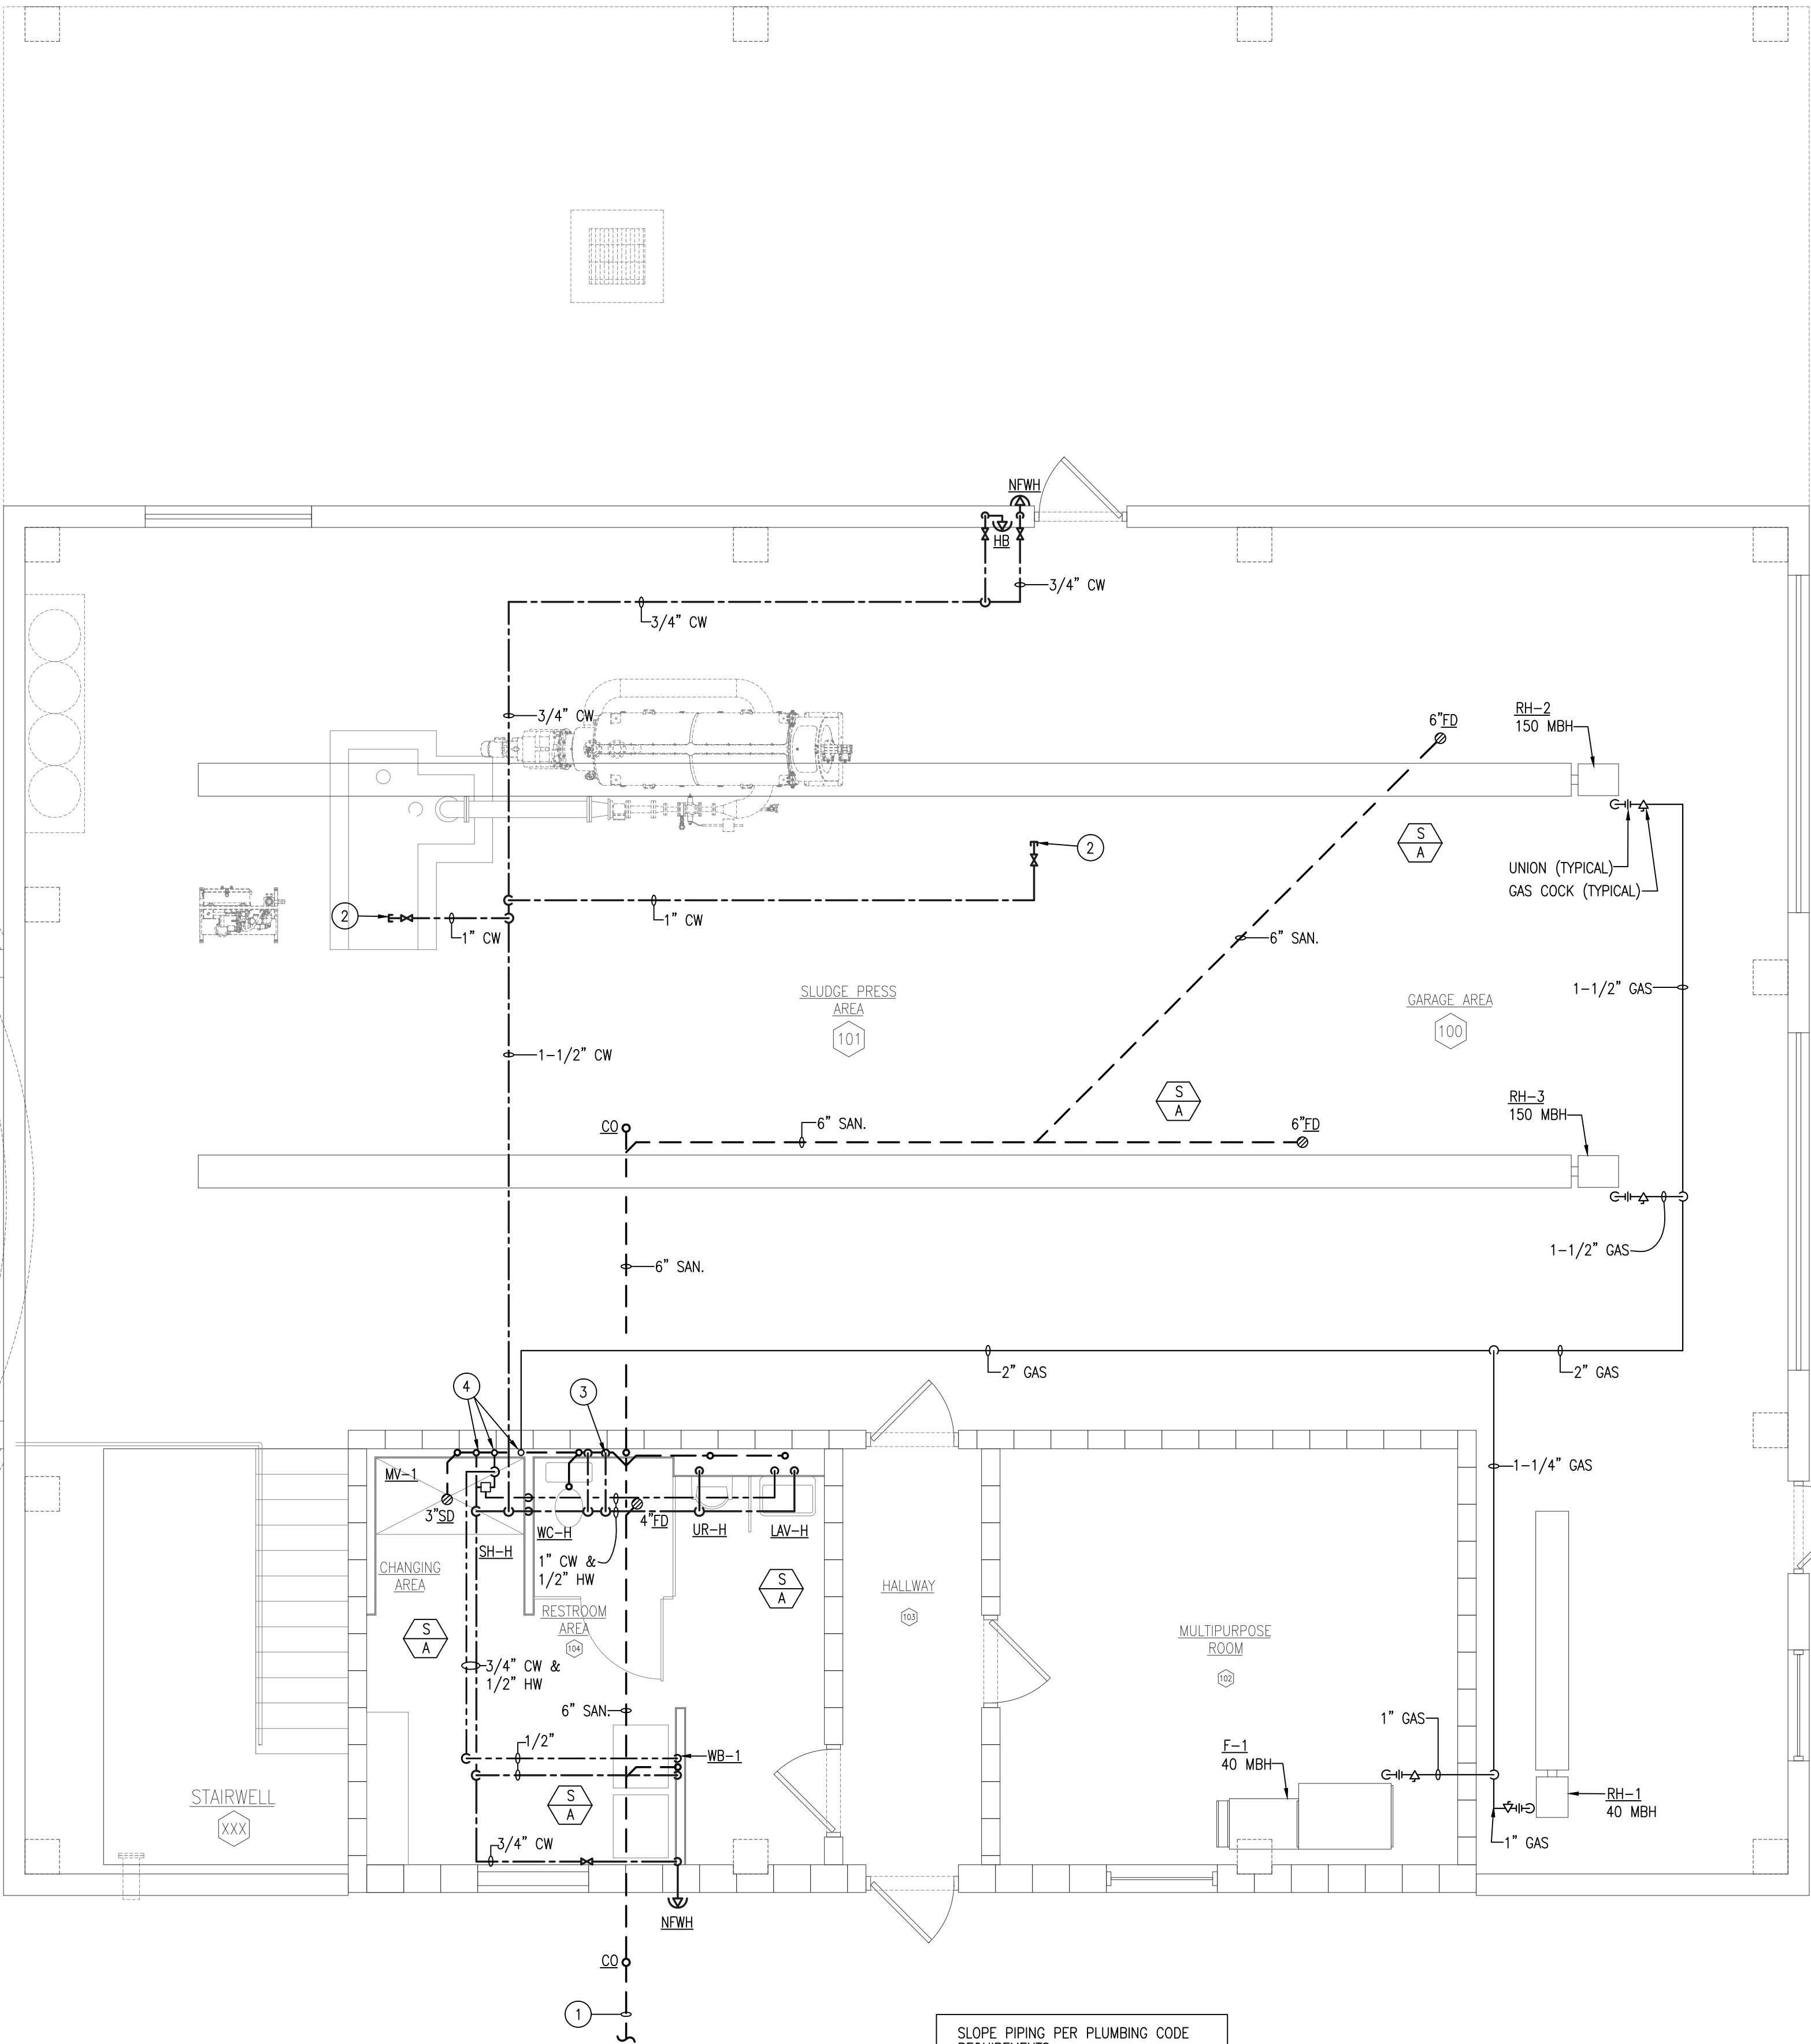 NFWH
HB
3/4" CW
3/4" CW
3/4" CW
6"FD
RH-2
150 MBH
S
A
UNION (TYPICAL)
GAS COCK (TYPICAL)
2
2
1" CW
1" CW
6" SAN.
SLUDGE PRESS
AREA
101
GARAGE AREA
100
1-1/2" GAS
1-1/2" CW
S
A
RH-3
150 MBH
CO
6" SAN.
6"FD
1-1/2" GAS
6" SAN.
2" GAS
2" GAS
4
3
MV-1
3"SD
WC-H
4"FD
UR-H
LAV-H
SH-H
1" CW &
1/2" HW
1-1/4" GAS
CHANGING
AREA
S
A
HALLWAY
103
RESTROOM
AREA
104
S
A
MULTIPURPOSE
ROOM
102
3/4" CW &
1/2" HW
6" SAN.
1" GAS
1/2"
WB-1
F-1
40 MBH
STAIRWELL
XXX
S
A
RH-1
40 MBH
3/4" CW
1" GAS
NFWH
CO
1
SLOPE PIPING PER PLUMBING CODE